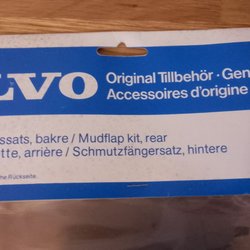 LVO
Original Tillbehör · Gen
Accessoires d'origine
ssats, bakre / Mudflap kit, rear
tte, arrière / Schmutzfängersatz, hintere
he Rückseite.